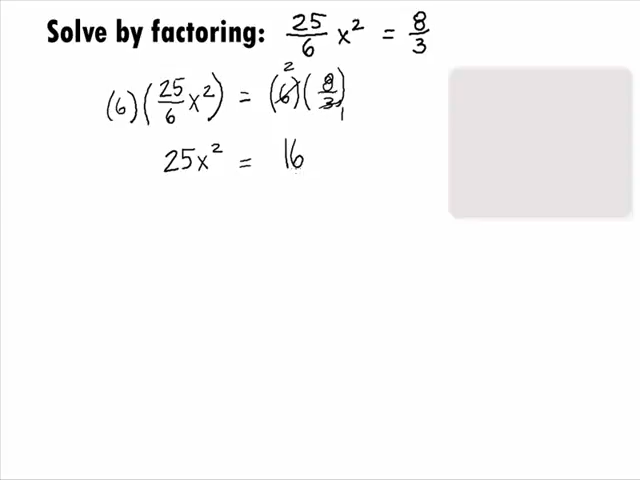 Solve by factoring: 25/6 x² = 8/3
(6)(25/6 x²) = (6)(8/3) 2 1
25x² = 16